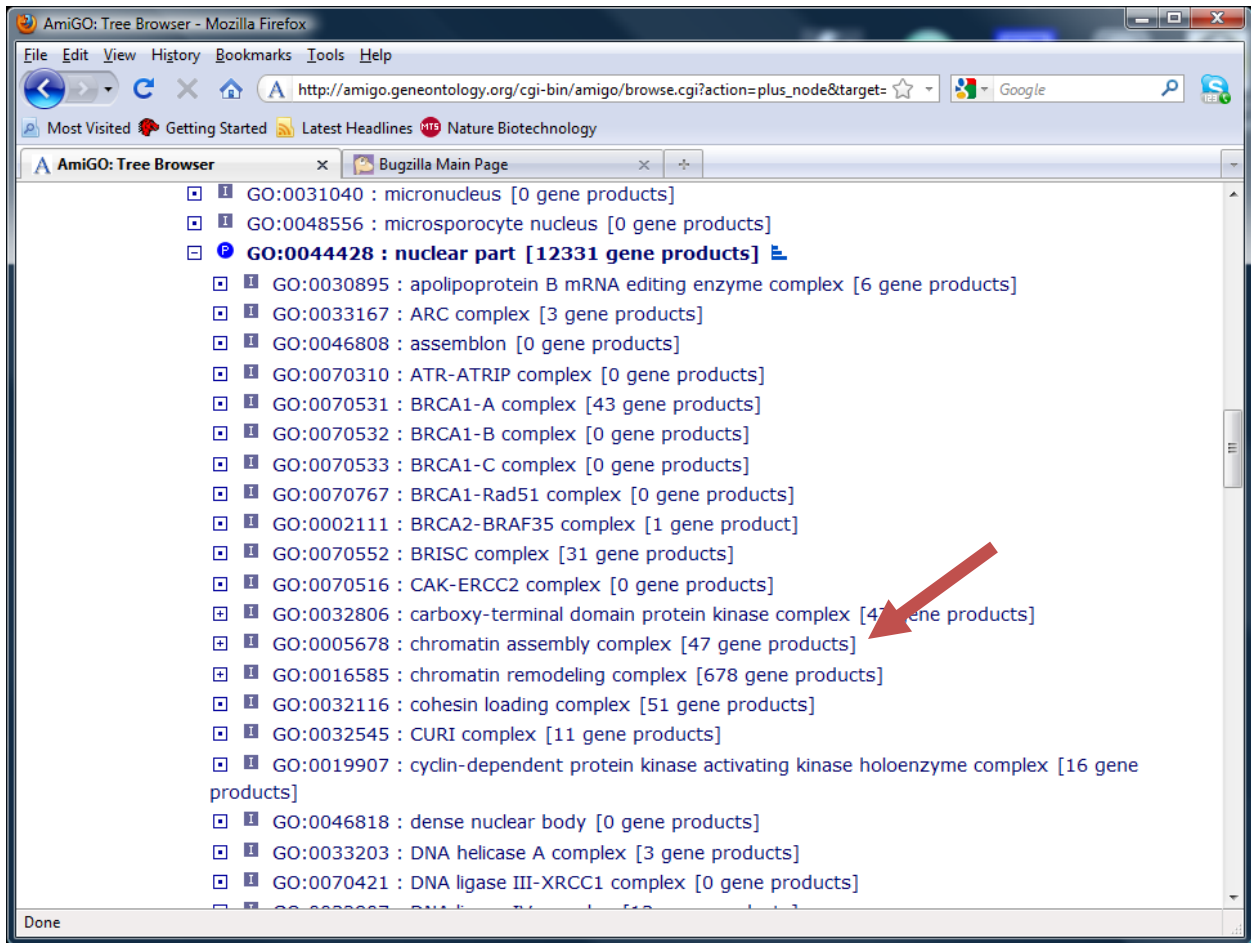 AmiGO: Tree Browser - Mozilla Firefox
File Edit View History Bookmarks Tools Help
http://amigo.geneontology.org/cgi-bin/amigo/browse.cgi?action=plus_node&target= Google
Most Visited Getting Started Latest Headlines MTS Nature Biotechnology
AmiGO: Tree Browser Bugzilla Main Page
I GO:0031040 : micronucleus [0 gene products]
I GO:0048556 : microsporocyte nucleus [0 gene products]
P GO:0044428 : nuclear part [12331 gene products]
I GO:0030895 : apolipoprotein B mRNA editing enzyme complex [6 gene products]
I GO:0033167 : ARC complex [3 gene products]
I GO:0046808 : assemblon [0 gene products]
I GO:0070310 : ATR-ATRIP complex [0 gene products]
I GO:0070531 : BRCA1-A complex [43 gene products]
I GO:0070532 : BRCA1-B complex [0 gene products]
I GO:0070533 : BRCA1-C complex [0 gene products]
I GO:0070767 : BRCA1-Rad51 complex [0 gene products]
I GO:0002111 : BRCA2-BRAF35 complex [1 gene product]
I GO:0070552 : BRISC complex [31 gene products]
I GO:0070516 : CAK-ERCC2 complex [0 gene products]
I GO:0032806 : carboxy-terminal domain protein kinase complex gene products]
I GO:0005678 : chromatin assembly complex [47 gene products]
I GO:0016585 : chromatin remodeling complex [678 gene products]
I GO:0032116 : cohesin loading complex [51 gene products]
I GO:0032545 : CURI complex [11 gene products]
I GO:0019907 : cyclin-dependent protein kinase activating kinase holoenzyme complex [16 gene
products]
I GO:0046818 : dense nuclear body [0 gene products]
I GO:0033203 : DNA helicase A complex [3 gene products]
I GO:0070421 : DNA ligase III-XRCC1 complex [0 gene products]
Done